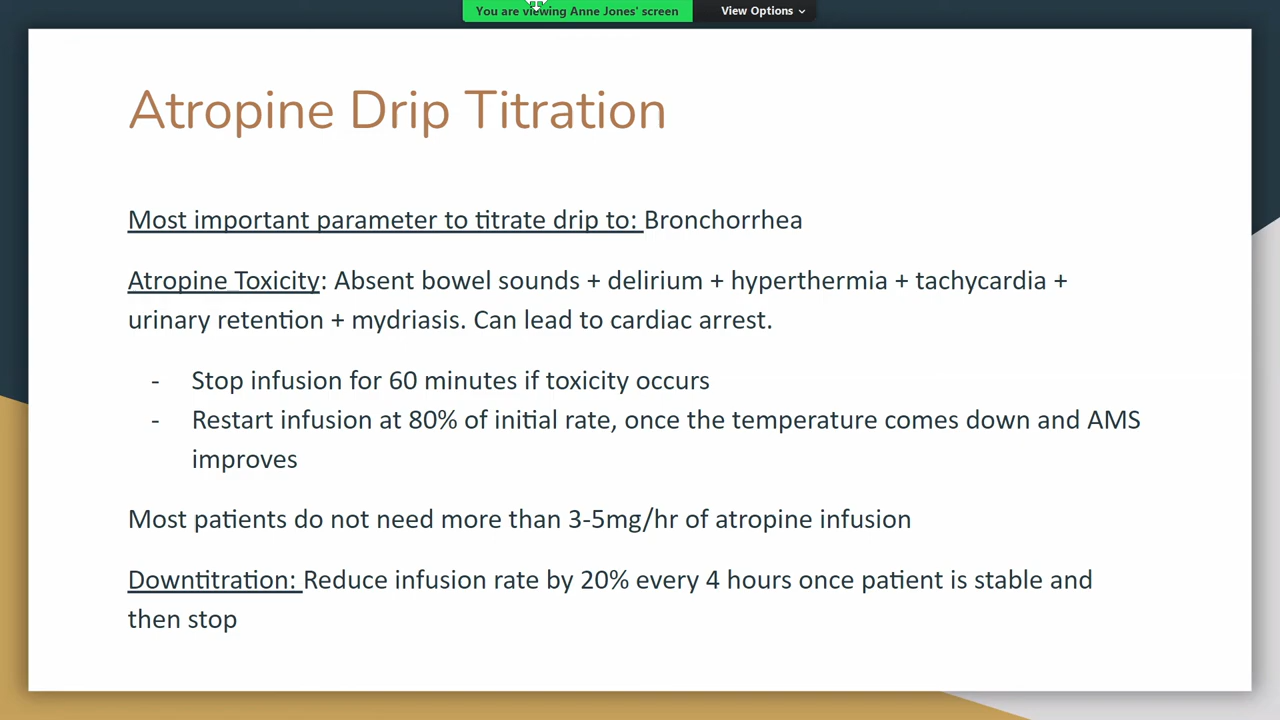 You are viewing Anne Jones' screen
View Options
Atropine Drip Titration
Most important parameter to titrate drip to: Bronchorrhea
Atropine Toxicity: Absent bowel sounds + delirium + hyperthermia + tachycardia +
urinary retention + mydriasis. Can lead to cardiac arrest.
- Stop infusion for 60 minutes if toxicity occurs
- Restart infusion at 80% of initial rate, once the temperature comes down and AMS
improves
Most patients do not need more than 3-5mg/hr of atropine infusion
Downtitration: Reduce infusion rate by 20% every 4 hours once patient is stable and
then stop